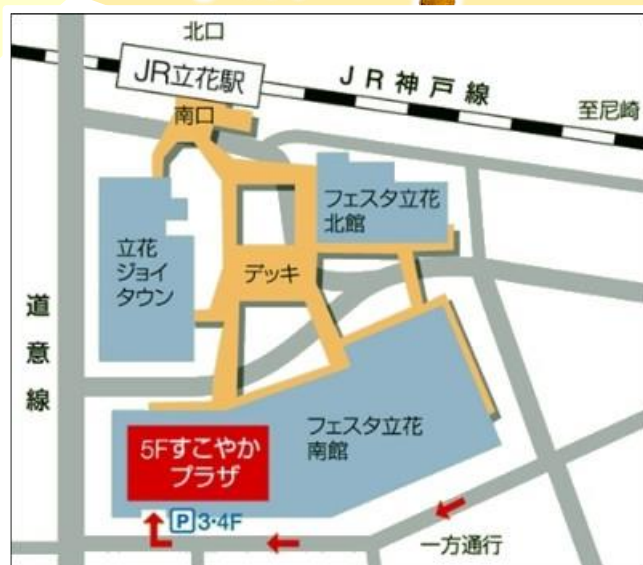 北口
JR立花駅
JR神戸線
至尼崎
南口
フェスタ立花
北館
立花
ジョイ
タウン
デッキ
道意線
フェスタ立花
南館
5Fすこやか
プラザ
P3・4F
一方通行